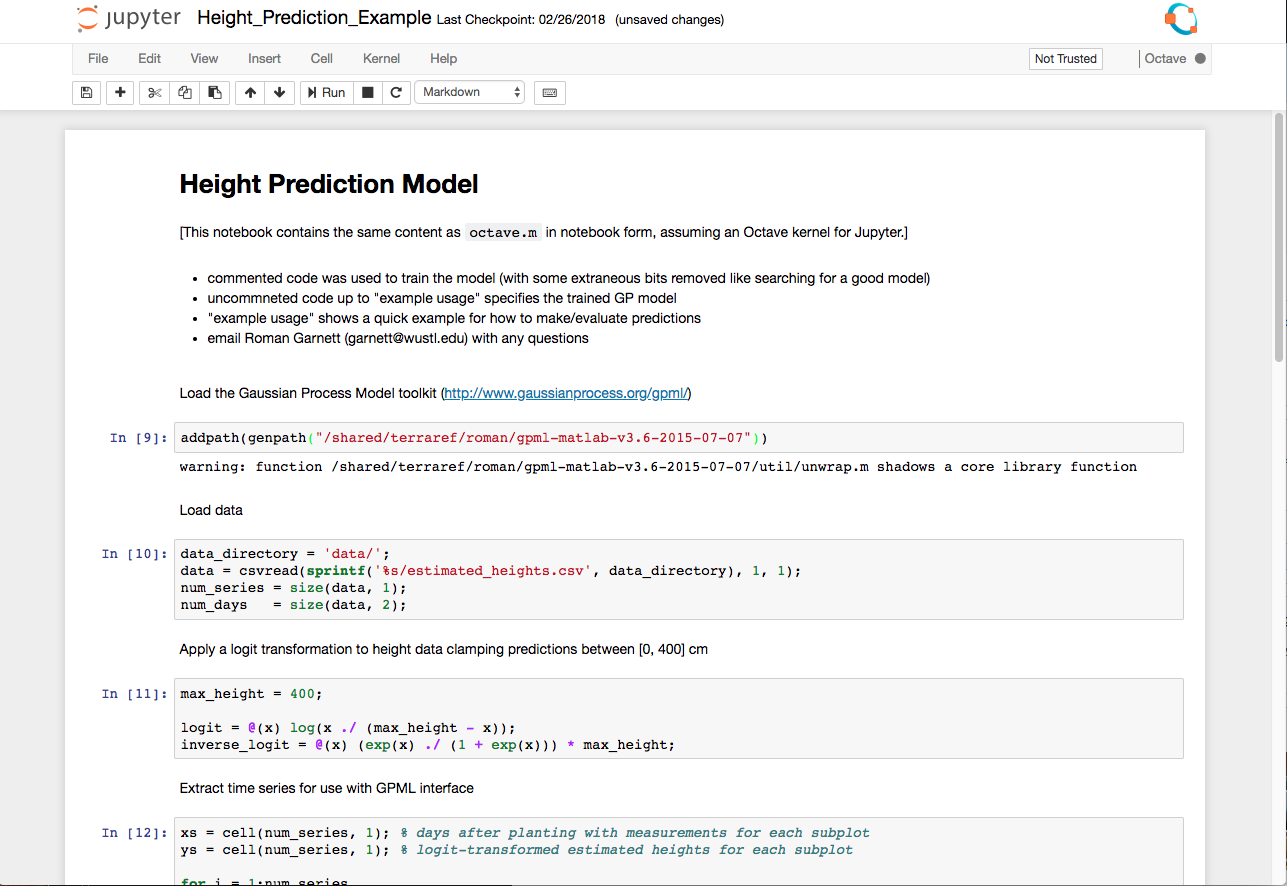 jupyter Height_Prediction_Example Last Checkpoint: 02/26/2018 (unsaved changes)
File Edit View Insert Cell Kernel Help Not Trusted Octave
Run Markdown
Height Prediction Model
[This notebook contains the same content as octave.m in notebook form, assuming an Octave kernel for Jupyter.]
• commented code was used to train the model (with some extraneous bits removed like searching for a good model)
• uncommneted code up to "example usage" specifies the trained GP model
• "example usage" shows a quick example for how to make/evaluate predictions
• email Roman Garnett (garnett@wustl.edu) with any questions
Load the Gaussian Process Model toolkit (http://www.gaussianprocess.org/gpml/)
In [9]: addpath(genpath("/shared/terraref/roman/gpml-matlab-v3.6-2015-07-07"))
warning: function /shared/terraref/roman/gpml-matlab-v3.6-2015-07-07/util/unwrap.m shadows a core library function
Load data
In [10]: data_directory = 'data/';
data = csvread(sprintf('%s/estimated_heights.csv', data_directory), 1, 1);
num_series = size(data, 1);
num_days = size(data, 2);
Apply a logit transformation to height data clamping predictions between [0, 400] cm
In [11]: max_height = 400;
logit = @(x) log(x ./ (max_height - x));
inverse_logit = @(x) (exp(x) ./ (1 + exp(x))) * max_height;
Extract time series for use with GPML interface
In [12]: xs = cell(num_series, 1); % days after planting with measurements for each subplot
ys = cell(num_series, 1); % logit-transformed estimated heights for each subplot
for i = 1:num_series